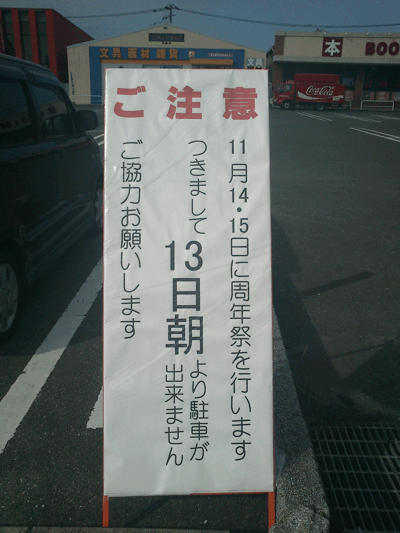 文具 画材 雑貨
文具
本
BOO
Coca-Cola
ご注意
11月14・15日に周年祭を行います
つきまして13日朝より駐車が
出来ません
ご協力お願いします